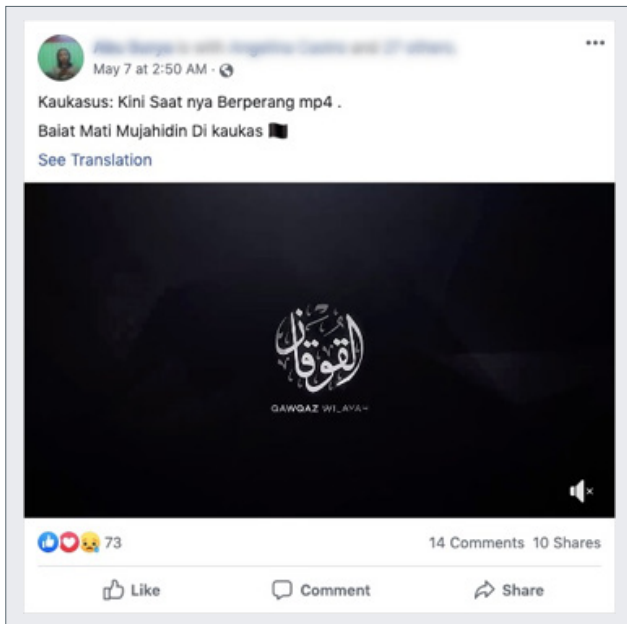 May 7 at 2:50 AM ·
Kaukasus: Kini Saat nya Berperang mp4 .
Baiat Mati Mujahidin Di kaukas 🏴
See Translation
القوقاز
QAWQAZ WILAYAH
73
14 Comments 10 Shares
Like Comment Share